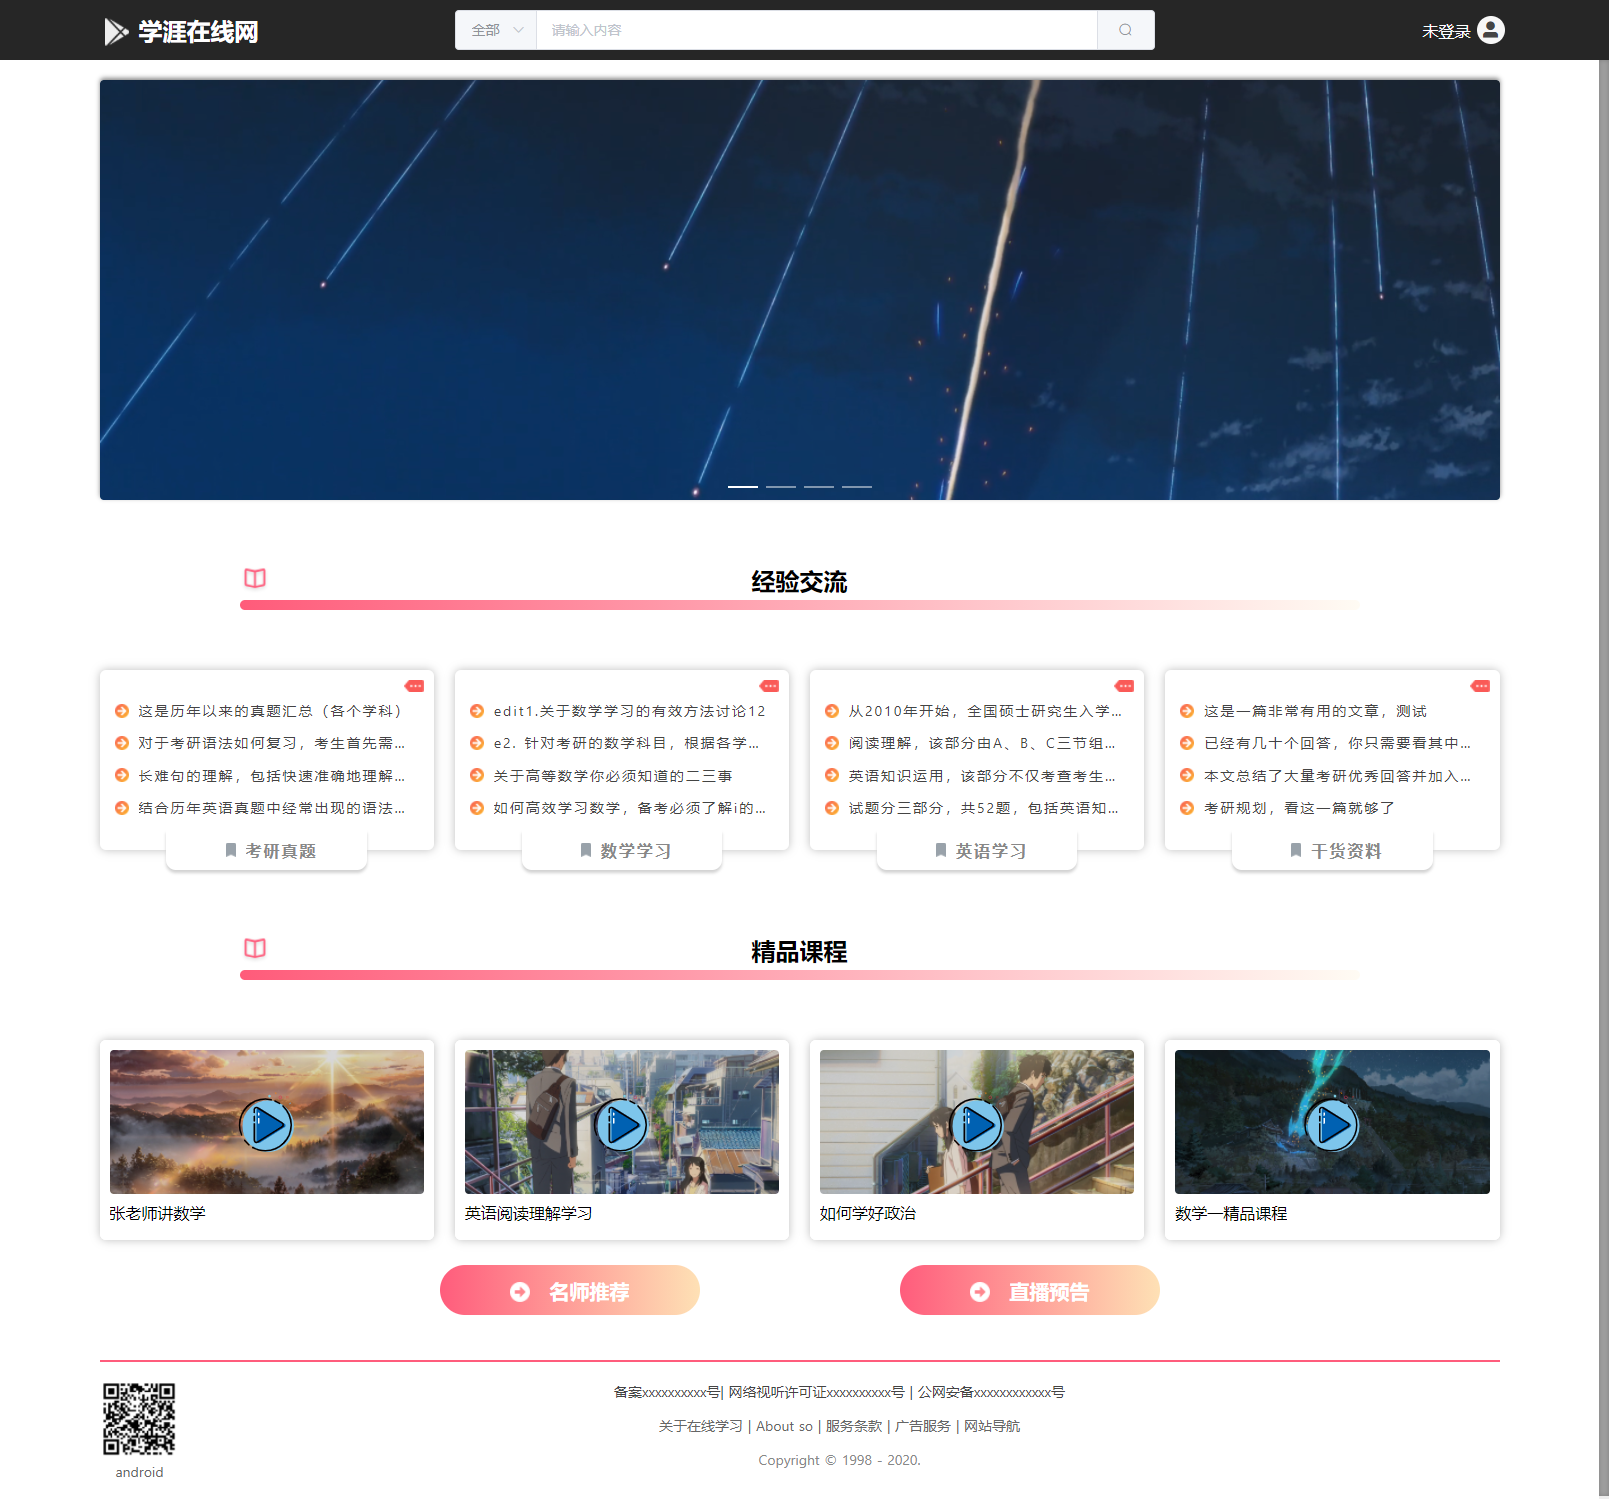 学涯在线网
全部
请输入内容
未登录
经验交流
这是历年以来的真题汇总（各个学科）
对于考研语法如何复习，考生首先需...
长难句的理解，包括快速准确地理解...
结合历年英语真题中经常出现的语法...
考研真题
edit1.关于数学学习的有效方法讨论12
e2. 针对考研的数学科目，根据各学...
关于高等数学你必须知道的二三事
如何高效学习数学，备考必须了解i的...
数学学习
从2010年开始，全国硕士研究生入学...
阅读理解，该部分由A、B、C三节组...
英语知识运用，该部分不仅考查考生...
试题分三部分，共52题，包括英语知...
英语学习
这是一篇非常有用的文章，测试
已经有几十个回答，你只需要看其中...
本文总结了大量考研优秀回答并加入...
考研规划，看这一篇就够了
干货资料
精品课程
张老师讲数学
英语阅读理解学习
如何学好政治
数学一精品课程
名师推荐
直播预告
备案xxxxxxxxxx号| 网络视听许可证xxxxxxxxxx号 | 公网安备xxxxxxxxxxxx号
关于在线学习 | About so | 服务条款 | 广告服务 | 网站导航
Copyright © 1998 - 2020.
android